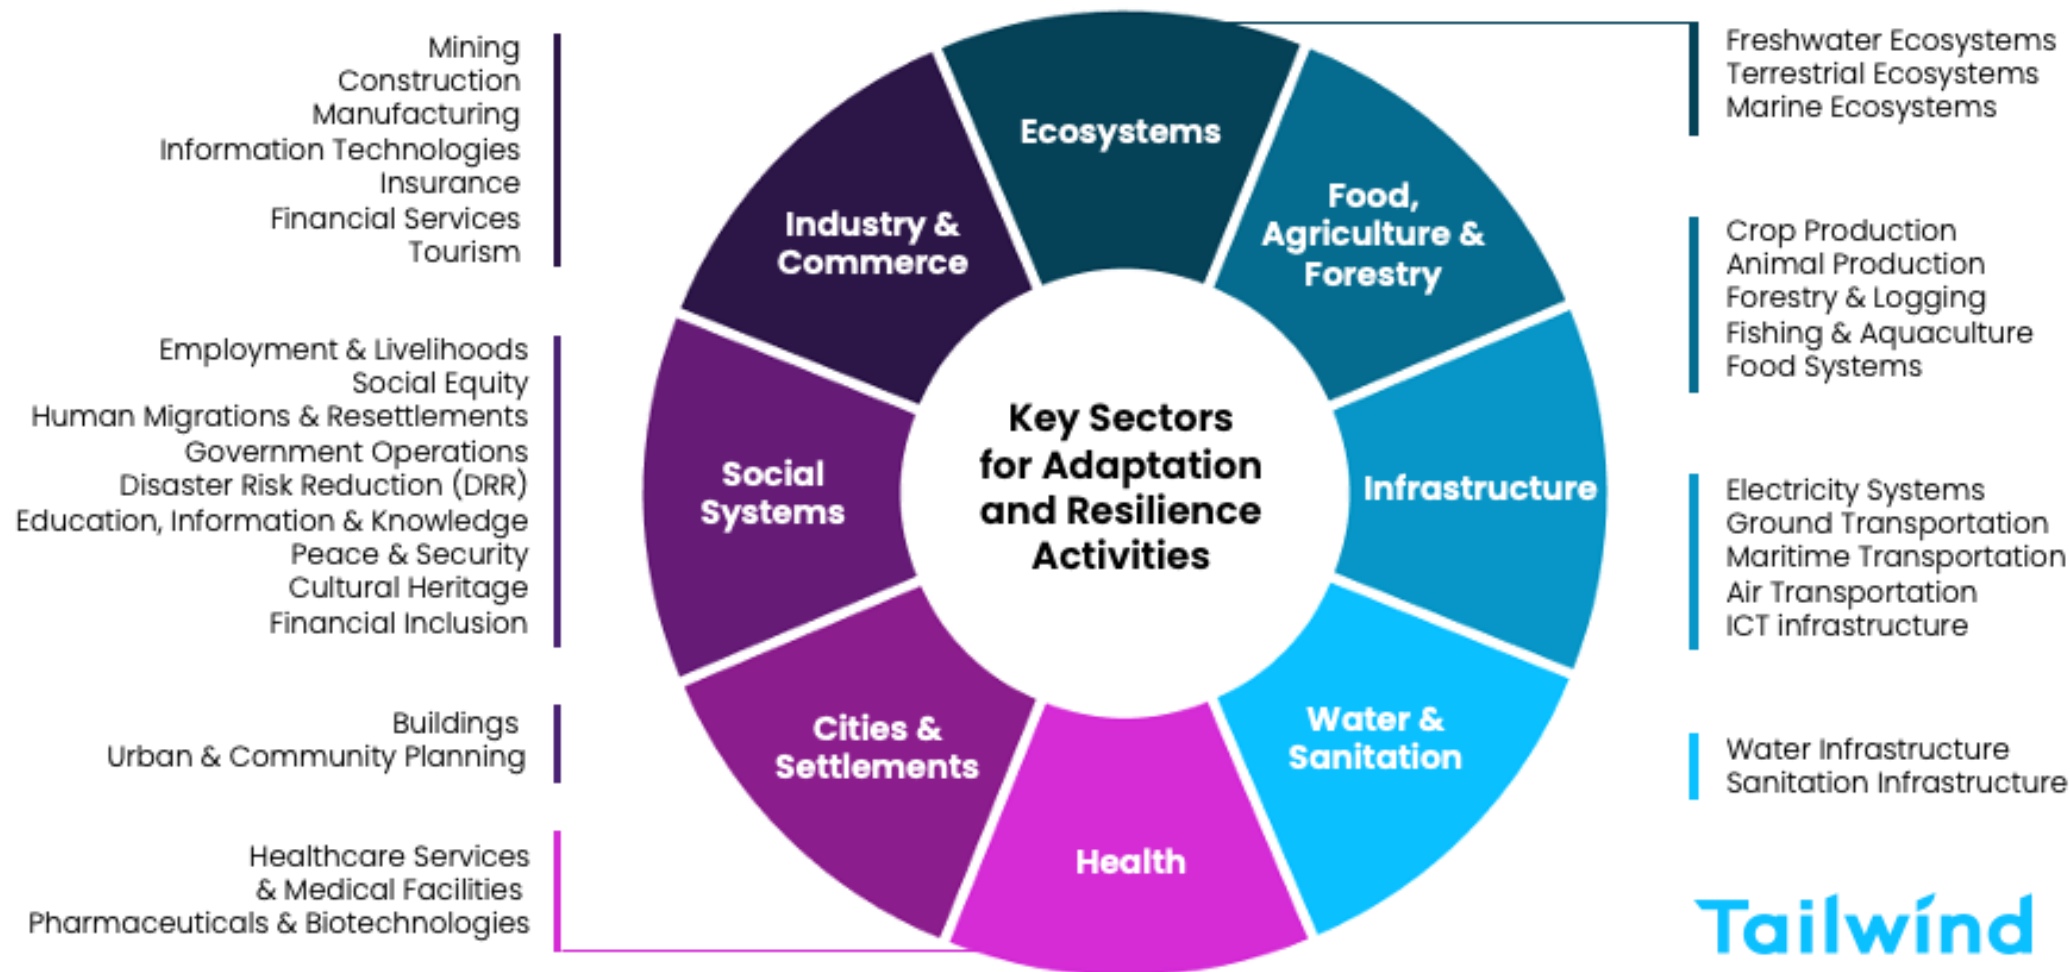 Mining
Construction
Manufacturing
Information Technologies
Insurance
Financial Services
Tourism
Employment & Livelihoods
Social Equity
Human Migrations & Resettlements
Government Operations
Disaster Risk Reduction (DRR)
Education, Information & Knowledge
Peace & Security
Cultural Heritage
Financial Inclusion
Buildings
Urban & Community Planning
Healthcare Services
& Medical Facilities
Pharmaceuticals & Biotechnologies
Ecosystems
Food,
Agriculture &
Forestry
Infrastructure
Water &
Sanitation
Health
Cities &
Settlements
Social
Systems
Industry &
Commerce
Key Sectors
for Adaptation
and Resilience
Activities
Freshwater Ecosystems
Terrestrial Ecosystems
Marine Ecosystems
Crop Production
Animal Production
Forestry & Logging
Fishing & Aquaculture
Food Systems
Electricity Systems
Ground Transportation
Maritime Transportation
Air Transportation
ICT infrastructure
Water Infrastructure
Sanitation Infrastructure
Tailwind